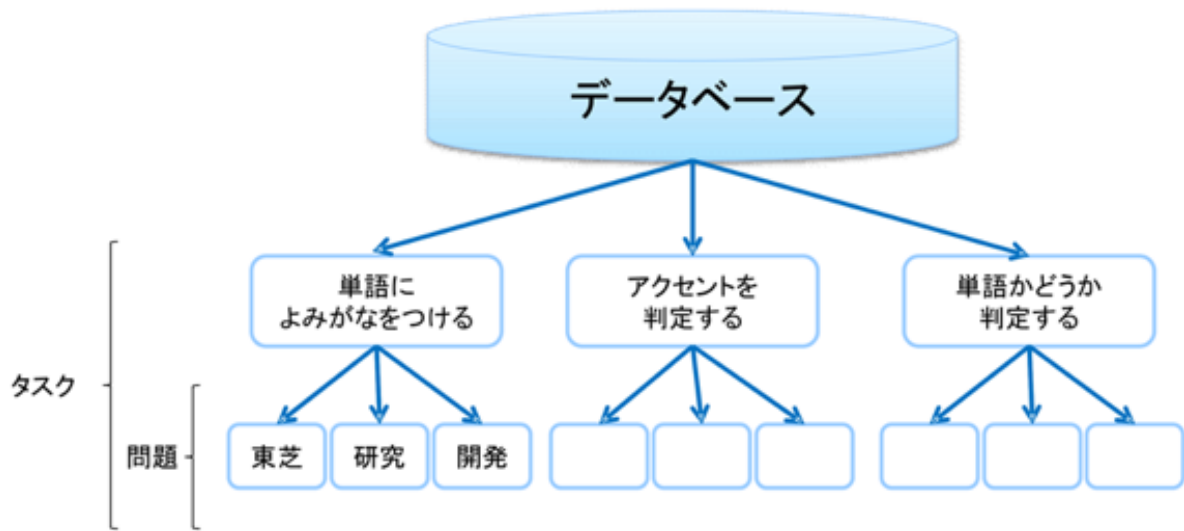 データベース
単語に
よみがなをつける
アクセントを
判定する
単語かどうか
判定する
タスク
問題
東芝
研究
開発